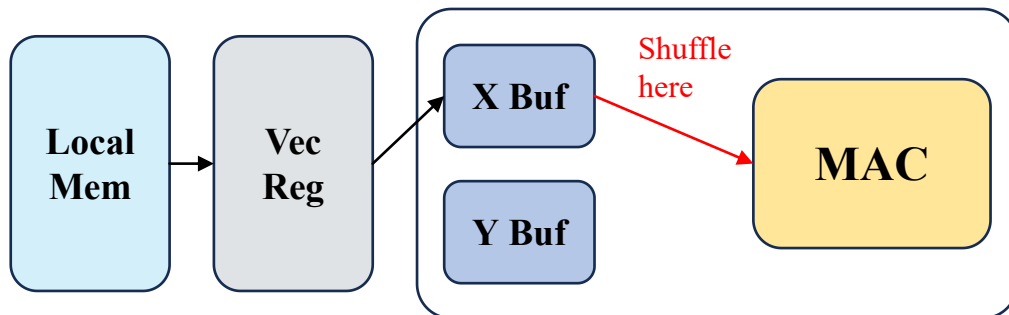 Local
Mem
Vec
Reg
X Buf
Y Buf
Shuffle
here
MAC